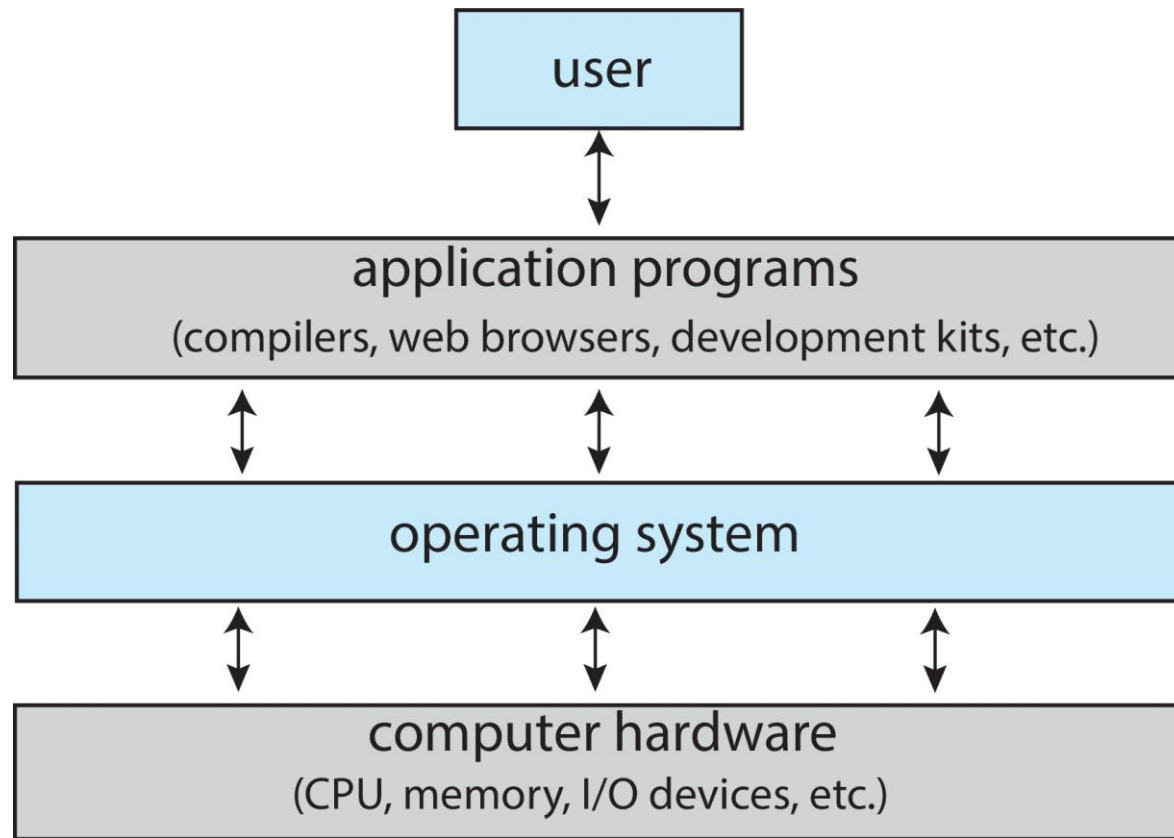 user
application programs
(compilers, web browsers, development kits, etc.)
operating system
computer hardware
(CPU, memory, I/O devices, etc.)